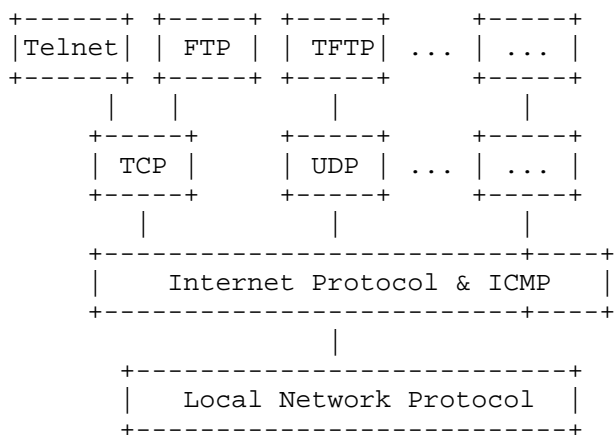 Telnet FTP TFTP ... ...
TCP UDP ... ...
Internet Protocol & ICMP
Local Network Protocol